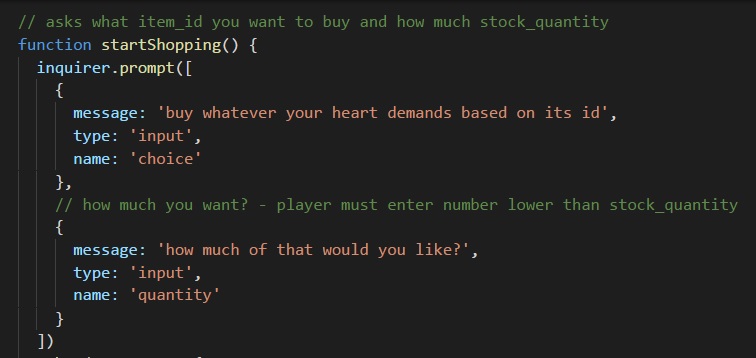 // asks what item_id you want to buy and how much stock_quantity
function startShopping() {
inquirer.prompt([
{
message: 'buy whatever your heart demands based on its id',
type: 'input',
name: 'choice'
},
// how much you want? - player must enter number lower than stock_quantity
{
message: 'how much of that would you like?',
type: 'input',
name: 'quantity'
}
])